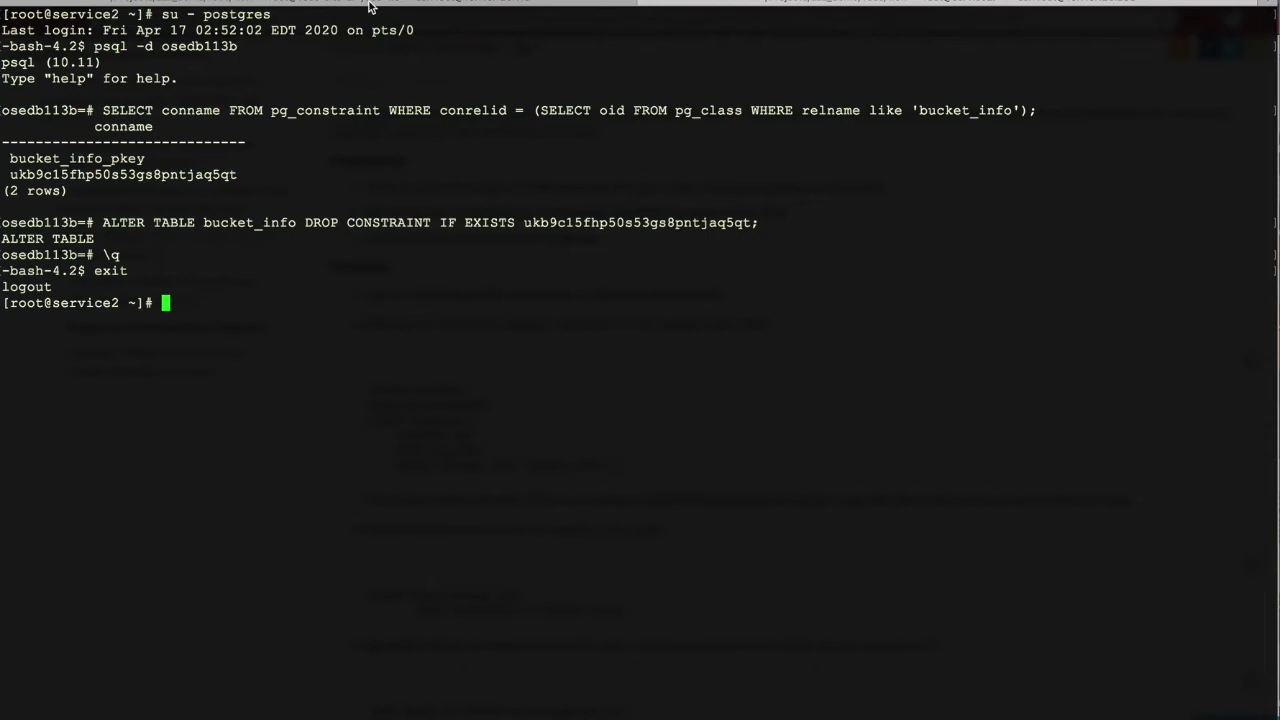 [root@service2 ~]# su - postgres
Last login: Fri Apr 17 02:52:02 EDT 2020 on pts/0
-bash-4.2$ psql -d osedb113b
psql (10.11)
Type "help" for help.
osedb113b=# SELECT conname FROM pg_constraint WHERE conrelid = (SELECT oid FROM pg_class WHERE relname like 'bucket_info');
conname
-----------------------------
bucket_info_pkey
ukb9c15fhp50s53gs8pntjaq5qt
(2 rows)
osedb113b=# ALTER TABLE bucket_info DROP CONSTRAINT IF EXISTS ukb9c15fhp50s53gs8pntjaq5qt;
ALTER TABLE
osedb113b=# \q
-bash-4.2$ exit
logout
[root@service2 ~]#